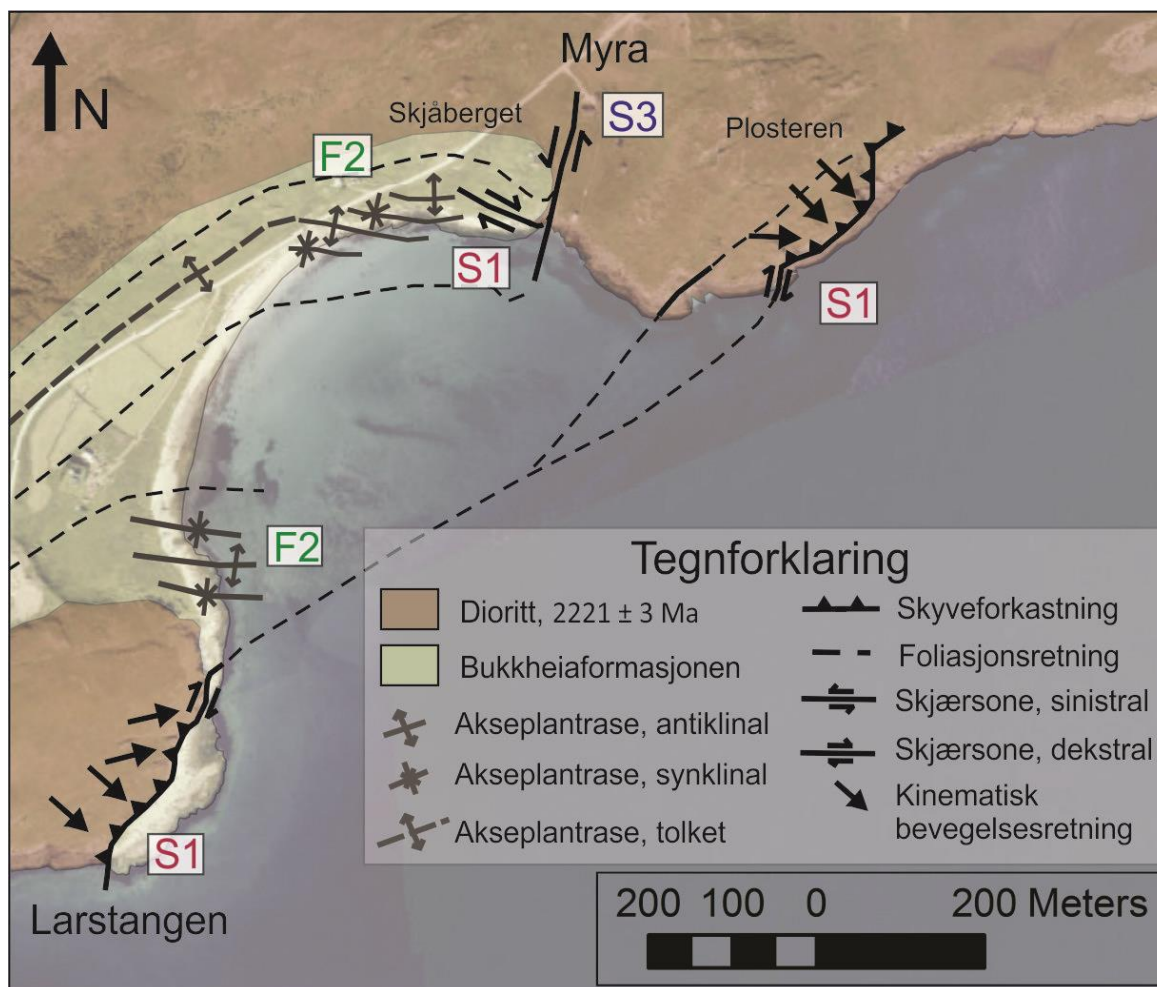 N
Myra
Skjåberget
S3
Plosteren
F2
S1
S1
F2
Tegnforklaring
Dioritt, 2221 ± 3 Ma
Bukkheiaformasjonen
Akseplantrase, antiklinal
Akseplantrase, synklinal
Akseplantrase, tolket
Skyveforkastning
Foliasjonsretning
Skjærsone, sinistral
Skjærsone, dekstral
Kinematisk
bevegelsesretning
S1
Larstangen
200 100 0 200 Meters